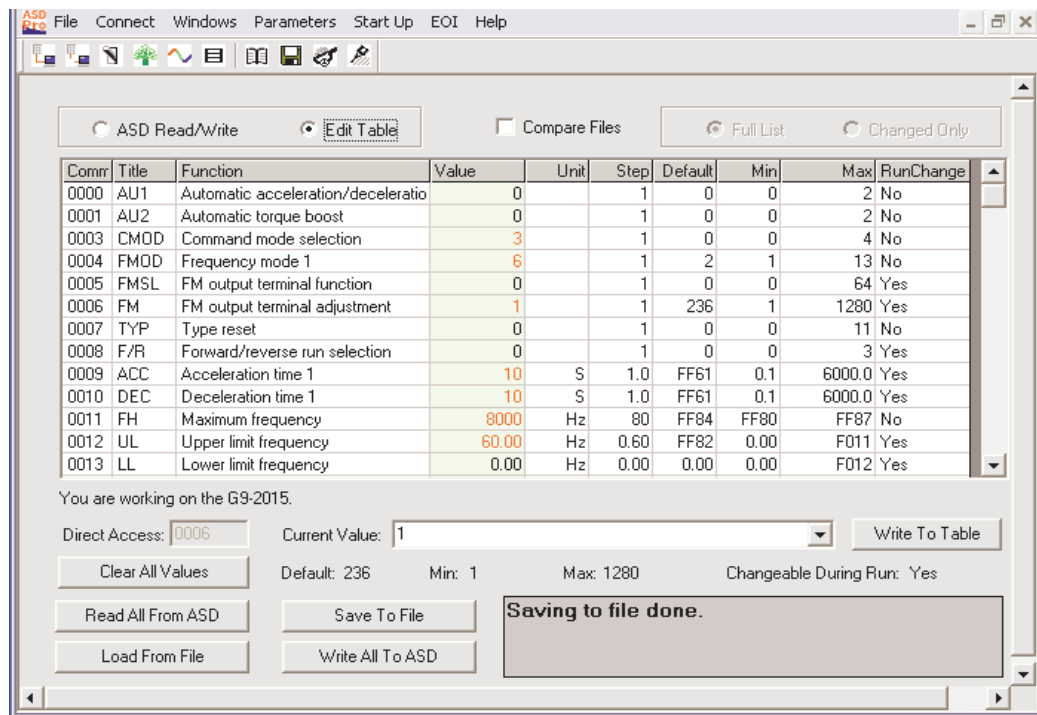 ASD Pro File Connect Windows Parameters Start Up EOI Help
ASD Read/Write Edit Table Compare Files Full List Changed Only
Comm Title Function Value Unit Step Default Min Max RunChange
0000 AU1 Automatic acceleration/deceleratio 0 1 0 0 2 No
0001 AU2 Automatic torque boost 0 1 0 0 2 No
0003 CMOD Command mode selection 3 1 0 0 4 No
0004 FMOD Frequency mode 1 6 1 2 1 13 No
0005 FMSL FM output terminal function 0 1 0 0 64 Yes
0006 FM FM output terminal adjustment 1 1 236 1 1280 Yes
0007 TYP Type reset 0 1 0 0 11 No
0008 F/R Forward/reverse run selection 0 1 0 0 3 Yes
0009 ACC Acceleration time 1 10 S 1.0 FF61 0.1 6000.0 Yes
0010 DEC Deceleration time 1 10 S 1.0 FF61 0.1 6000.0 Yes
0011 FH Maximum frequency 8000 Hz 80 FF84 FF80 FF87 No
0012 UL Upper limit frequency 60.00 Hz 0.60 FF82 0.00 F011 Yes
0013 LL Lower limit frequency 0.00 Hz 0.00 0.00 0.00 F012 Yes
You are working on the G9-2015.
Direct Access: 0006 Current Value: 1 Write To Table
Clear All Values Default: 236 Min: 1 Max: 1280 Changeable During Run: Yes
Read All From ASD Save To File Saving to file done.
Load From File Write All To ASD